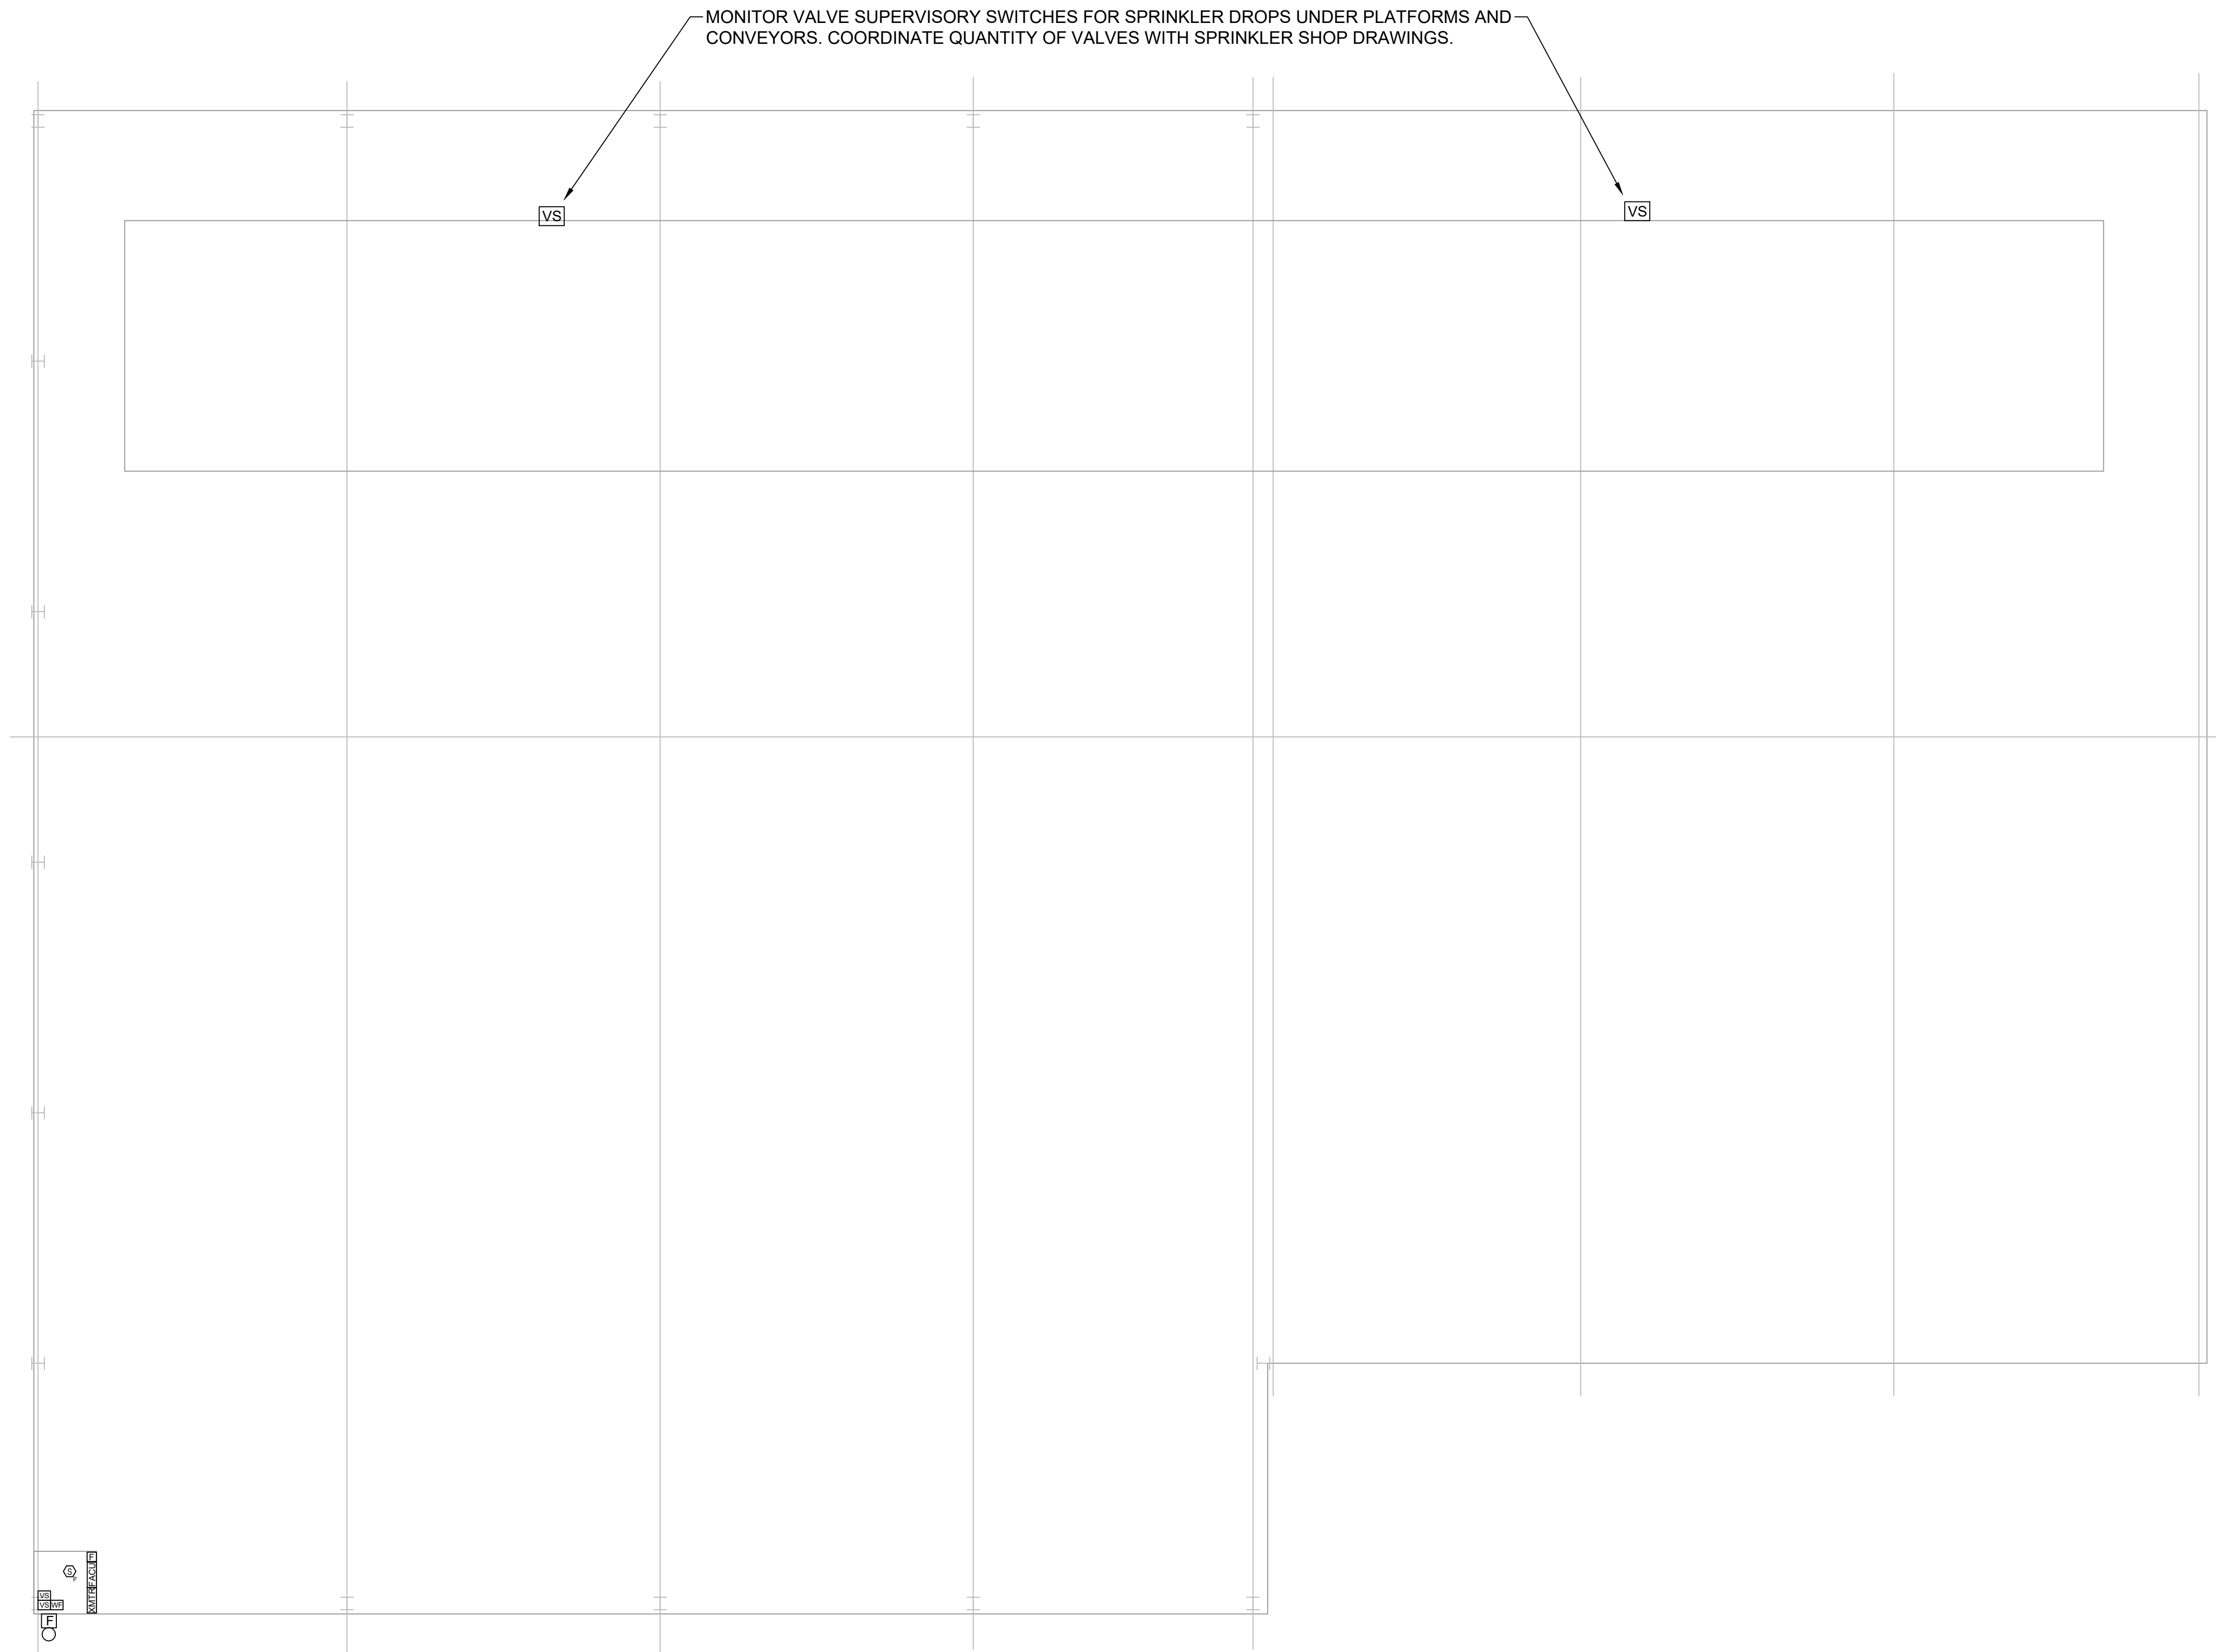 MONITOR VALVE SUPERVISORY SWITCHES FOR SPRINKLER DROPS UNDER PLATFORMS AND
CONVEYORS. COORDINATE QUANTITY OF VALVES WITH SPRINKLER SHOP DRAWINGS.
VS
VS
F
FACU
XMTR
S
P
VS
VS WF
F